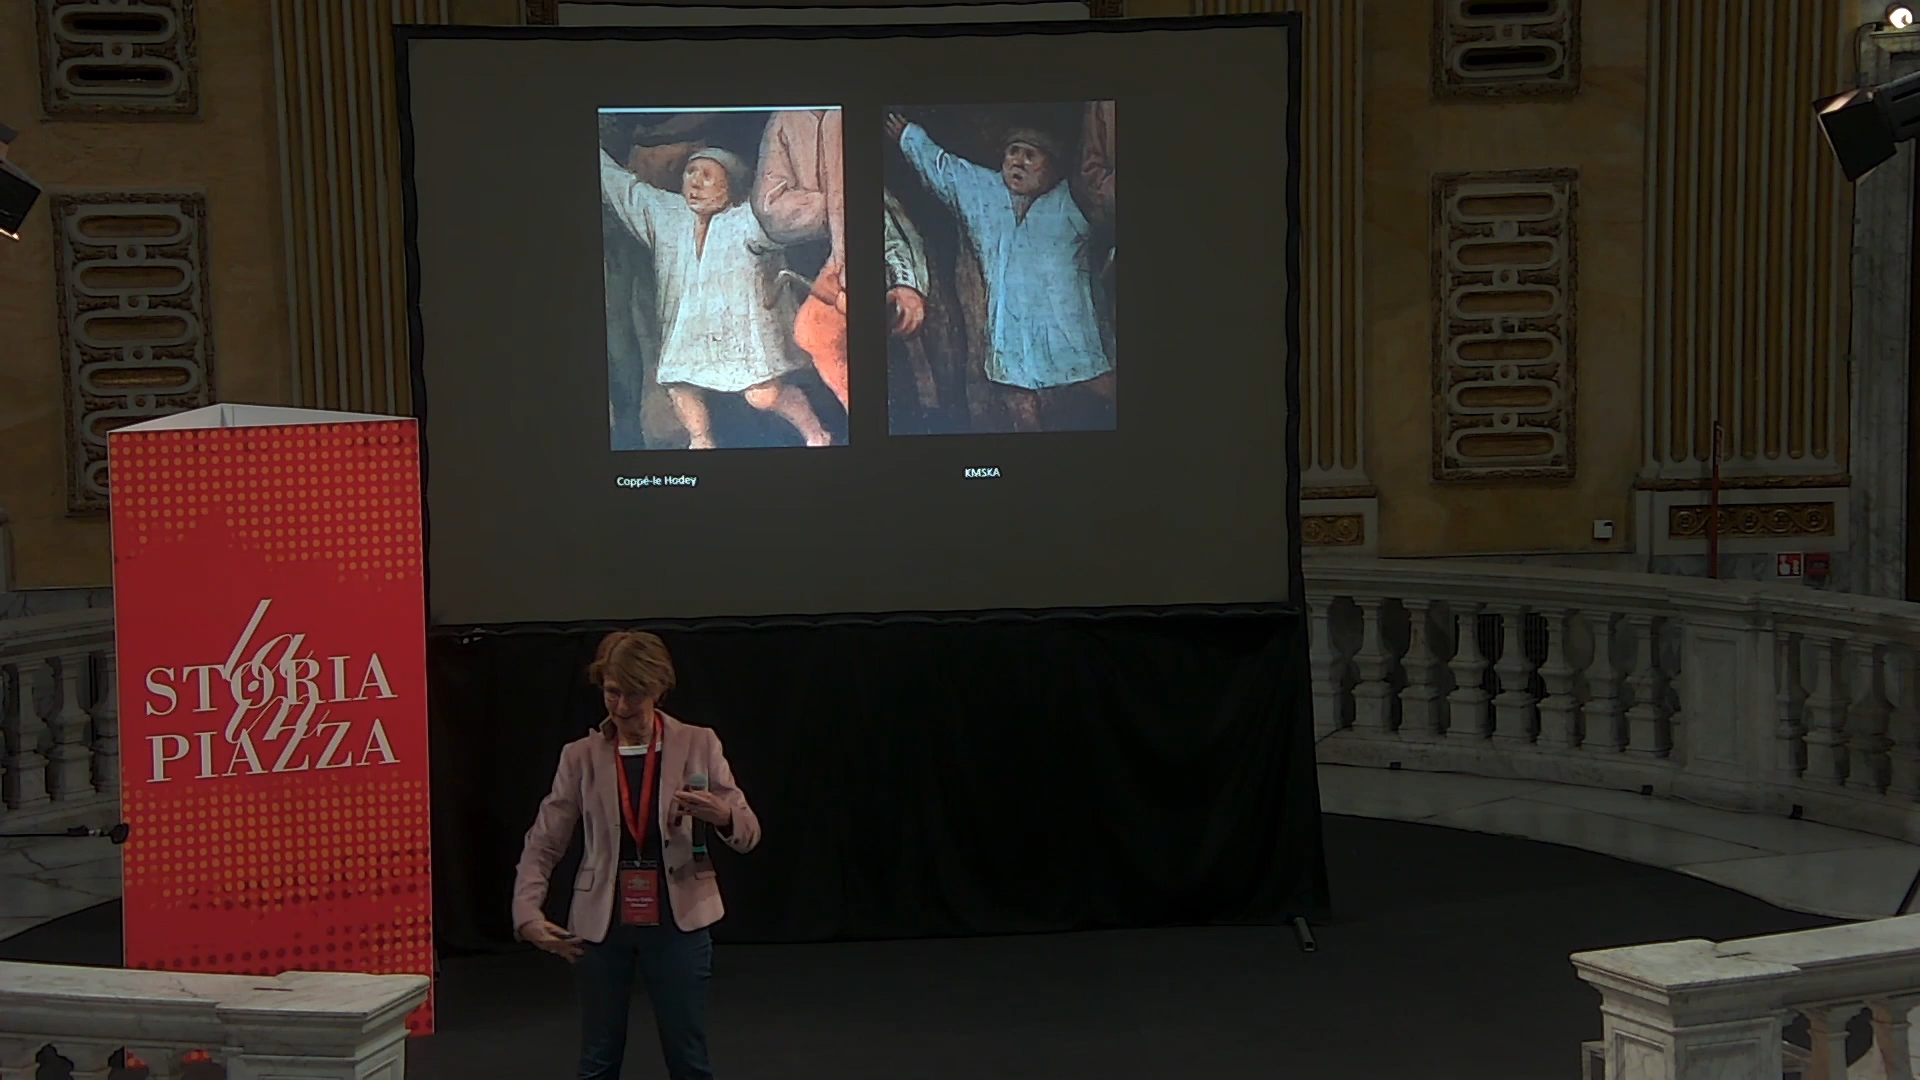 Coppé-le Hodey
KMSKA
la
STORIA
in
PIAZZA